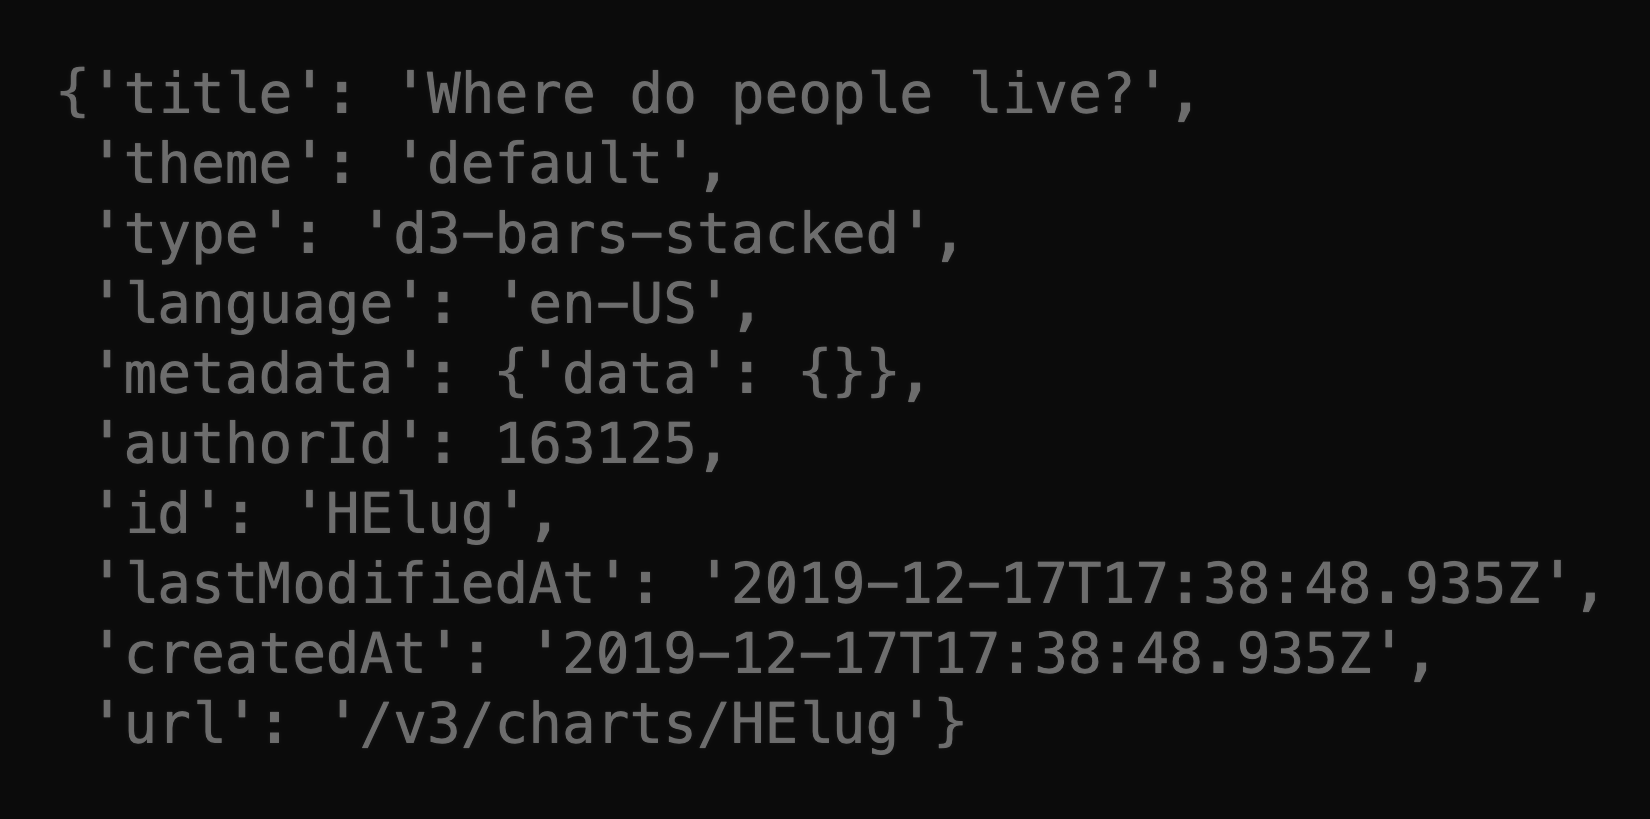 {'title': 'Where do people live?',
 'theme': 'default',
 'type': 'd3-bars-stacked',
 'language': 'en-US',
 'metadata': {'data': {}},
 'authorId': 163125,
 'id': 'HElug',
 'lastModifiedAt': '2019-12-17T17:38:48.935Z',
 'createdAt': '2019-12-17T17:38:48.935Z',
 'url': '/v3/charts/HElug'}